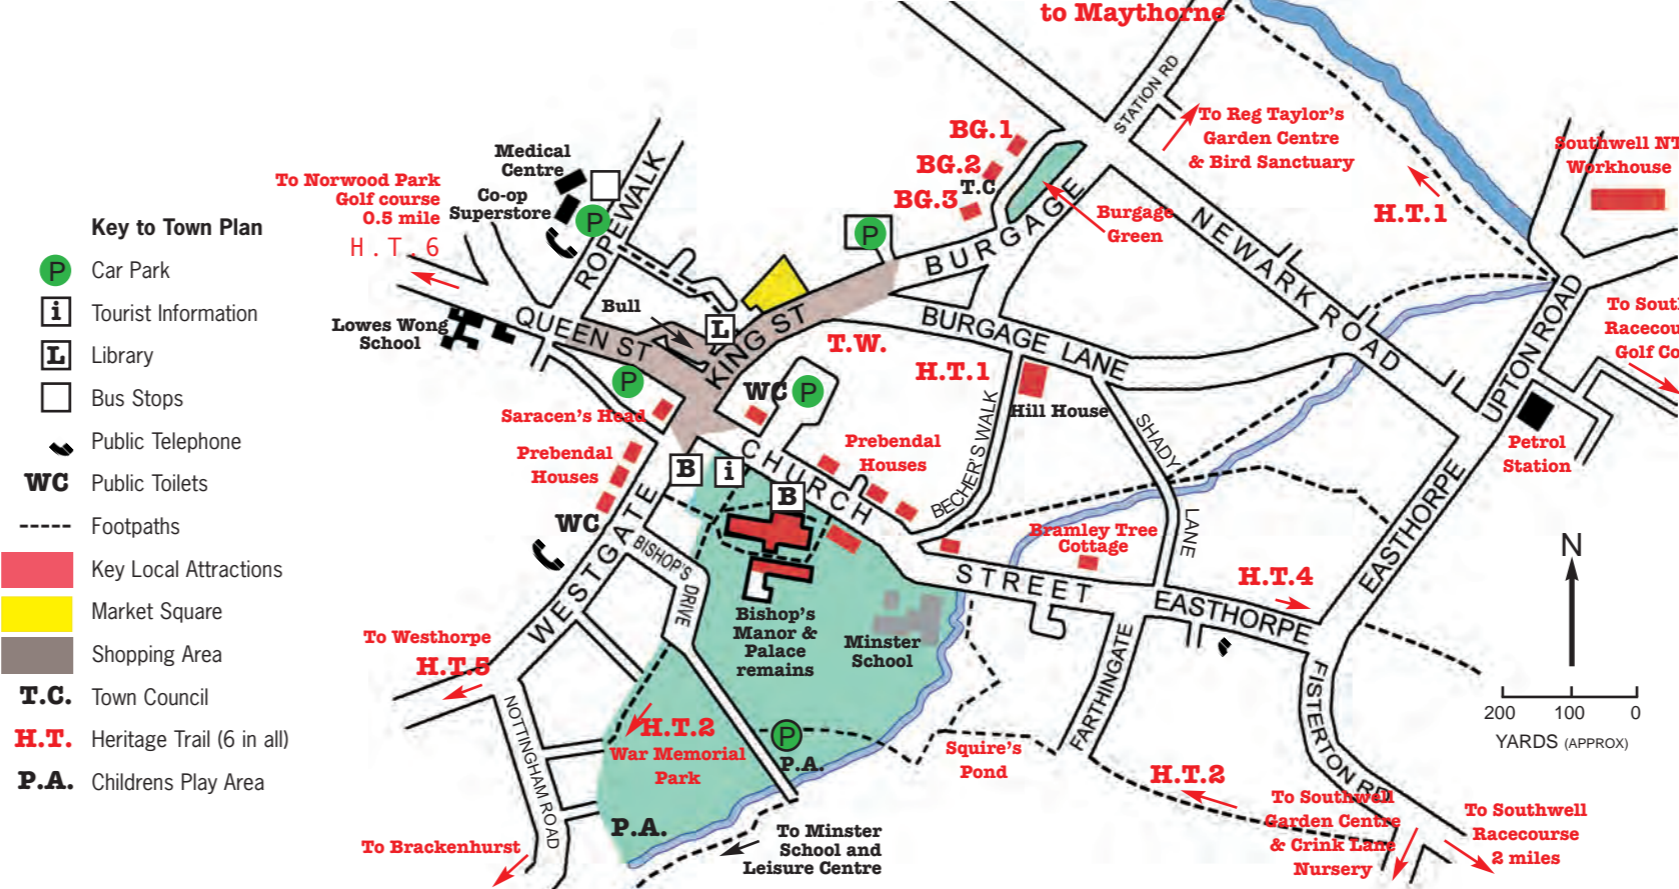 Key to Town Plan
P
Car Park
i
Tourist Information
L
Library
Bus Stops
Public Telephone
WC
Public Toilets
Footpaths
Key Local Attractions
Market Square
Shopping Area
T.C.
Town Council
H.T.
Heritage Trail (6 in all)
P.A.
Childrens Play Area
to Maythorne
STATION RD
To Reg Taylor's
Garden Centre
& Bird Sanctuary
BG.1
BG.2
T.C
BG.3
Burgage
Green
BURGAGE
H.T.1
Southwell NT
Workhouse
Medical
Centre
Co-op
Superstore
P
ROPEWALK
To Norwood Park
Golf course
0.5 mile
H.T.6
P
NEWARK ROAD
UPTON ROAD
Lowes Wong
School
QUEEN ST
Bull
L
KING ST
T.W.
BURGAGE LANE
H.T.1
Hill House
Racecou
Golf Co
Petrol
Station
P
WC
P
Saracen's Head
Prebendal
Houses
WC
B
i
B
CHURCH
Prebendal
Houses
BECHER'S WALK
SHADY
LANE
Bramley Tree
Cottage
STREET
EASTHORPE
H.T.4
EASTHORPE
N
200 100 0
YARDS (APPROX)
WESTGATE
BISHOP'S
DRIVE
Bishop's
Manor &
Palace
remains
Minster
School
To Westhorpe
H.T.5
NOTTINGHAM ROAD
H.T.2
War Memorial
Park
P
P.A.
P.A.
Squire's
Pond
FARTHINGATE
FISTERTON RD
H.T.2
To Southwell
Garden Centre
& Crink Lane
Nursery
To Southwell
Racecourse
2 miles
To Brackenhurst
To Minster
School and
Leisure Centre